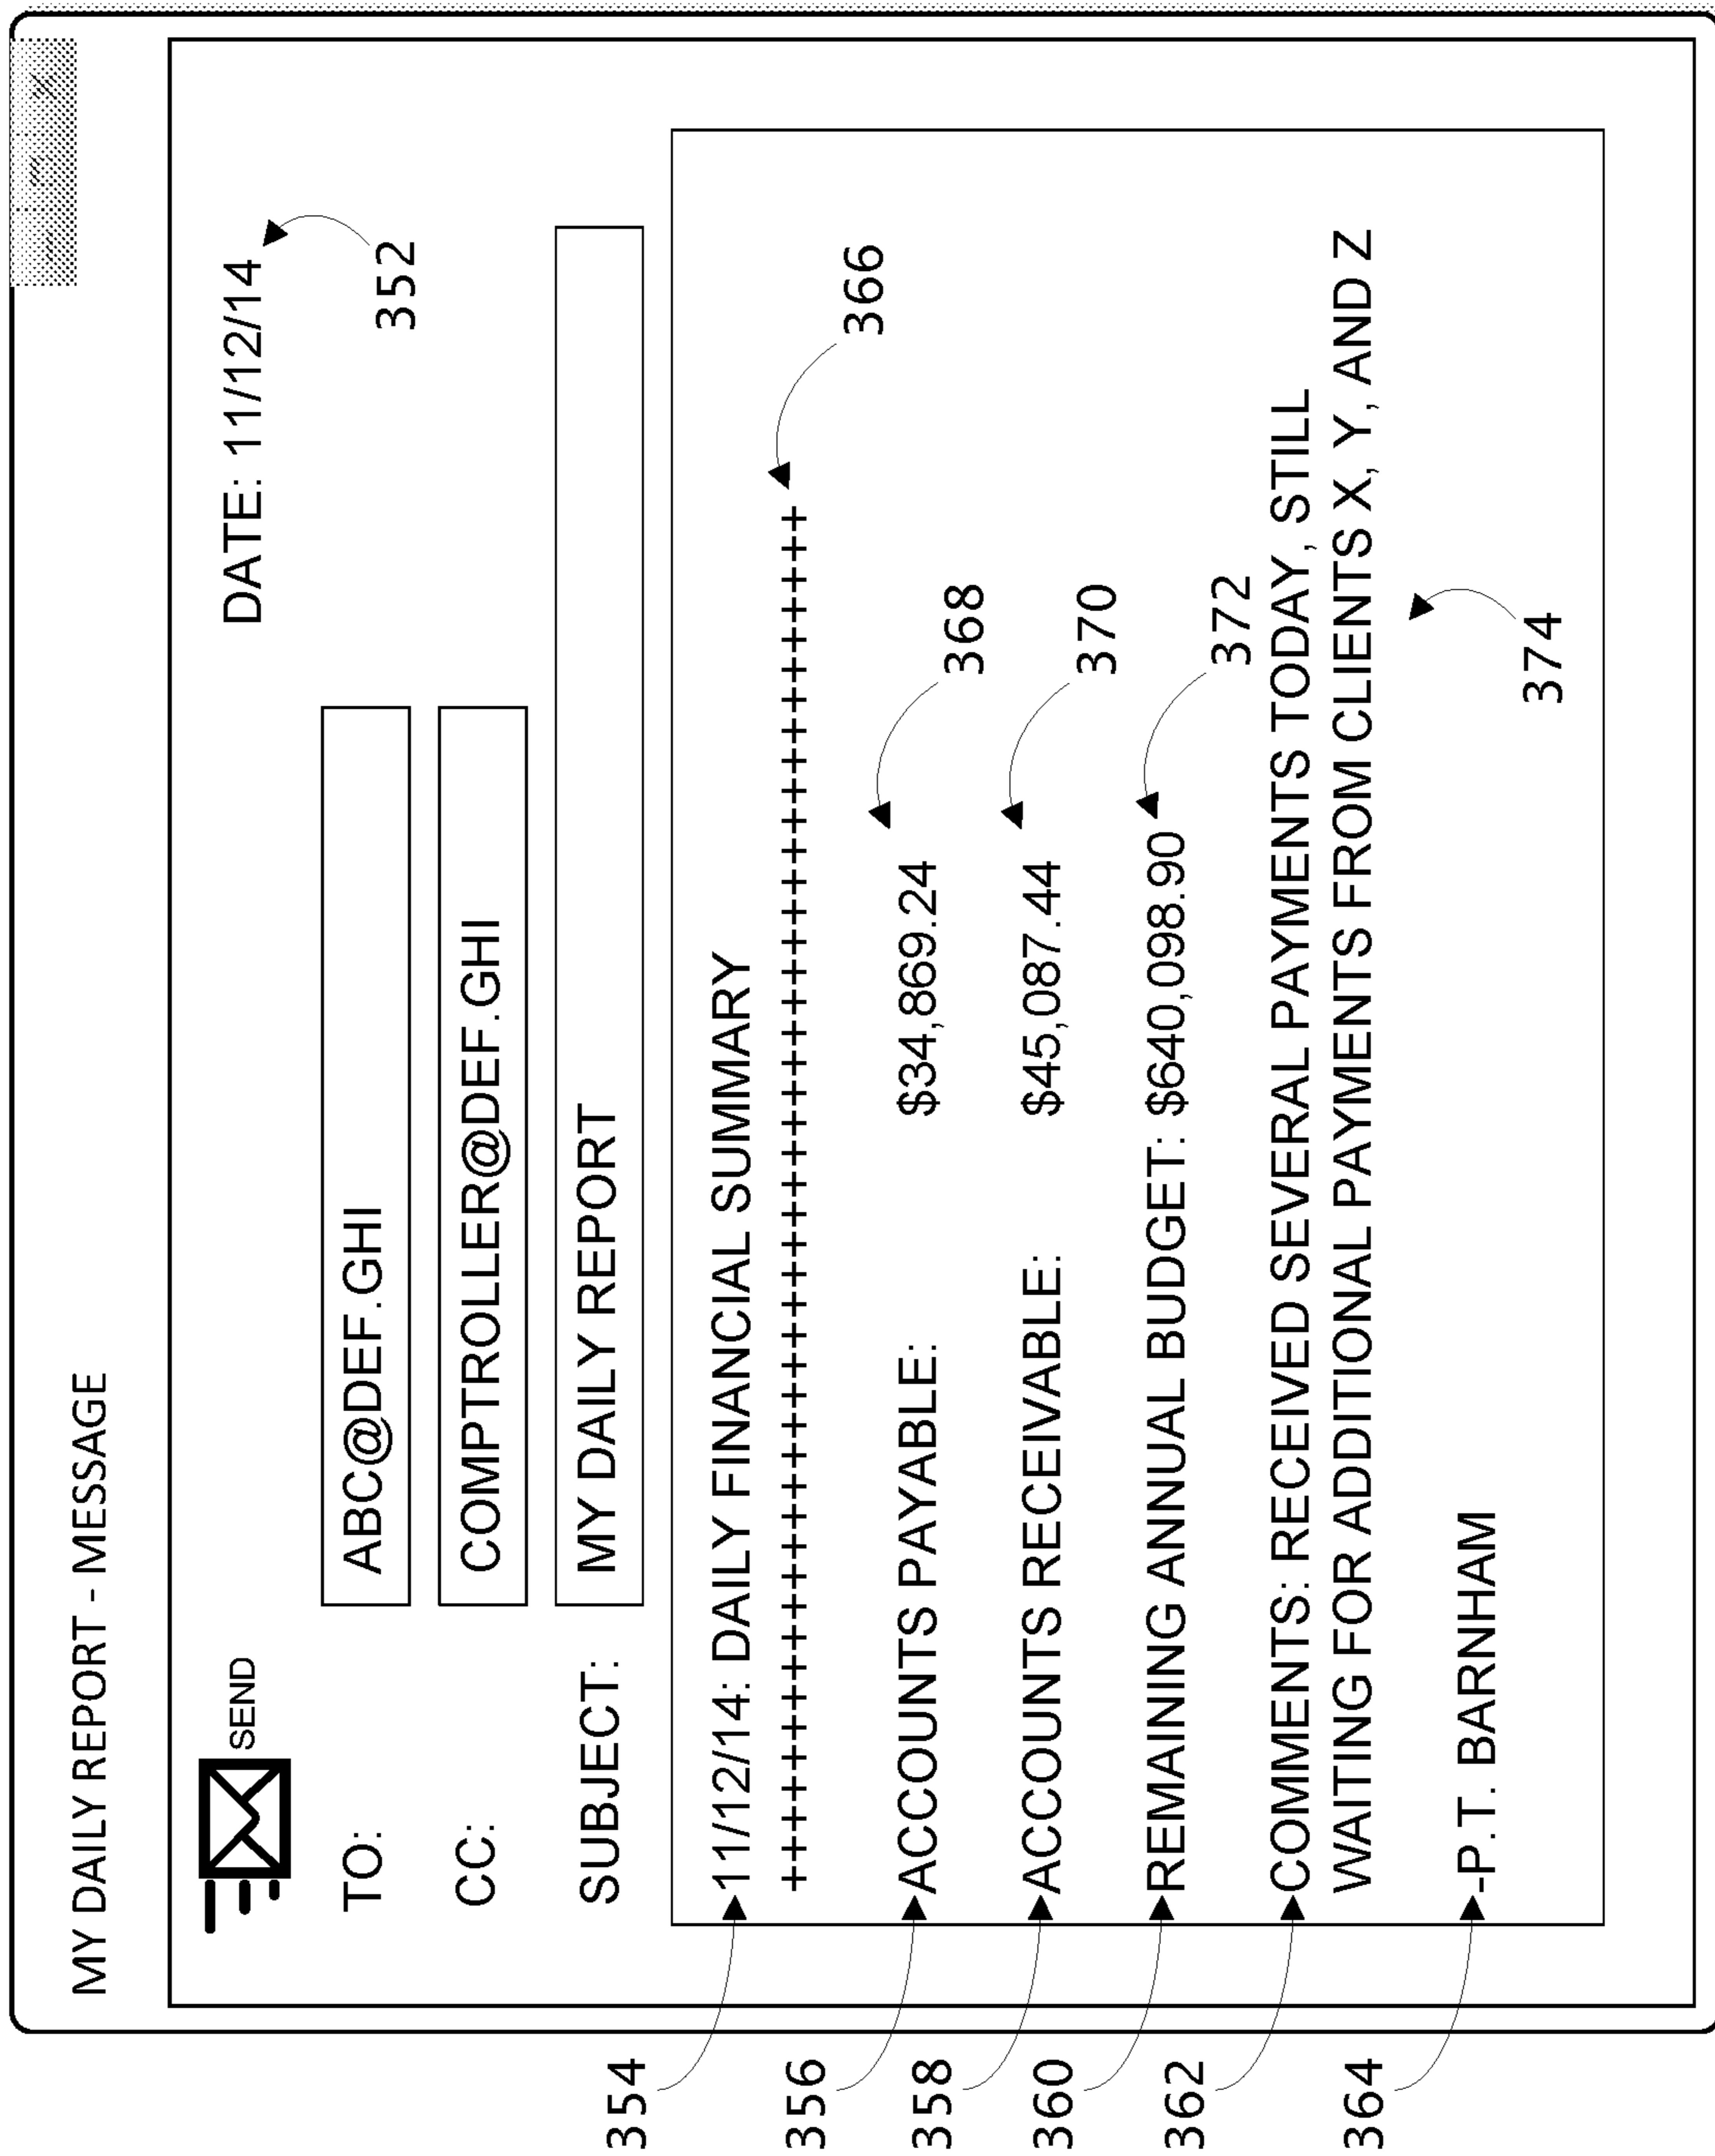 MY DAILY REPORT - MESSAGE
SEND
DATE: 11/12/14
352
TO: ABC@DEF.GHI
CC: COMPTROLLER@DEF.GHI
SUBJECT: MY DAILY REPORT
354
11/12/14: DAILY FINANCIAL SUMMARY
++++++++++++++++++++++++++++++++++++++++++++++
366
356
ACCOUNTS PAYABLE: $34,869.24
368
358
ACCOUNTS RECEIVABLE: $45,087.44
370
360
REMAINING ANNUAL BUDGET: $640,098.90
372
362
COMMENTS: RECEIVED SEVERAL PAYMENTS TODAY, STILL
WAITING FOR ADDITIONAL PAYMENTS FROM CLIENTS X, Y, AND Z
374
364
-P.T. BARNHAM